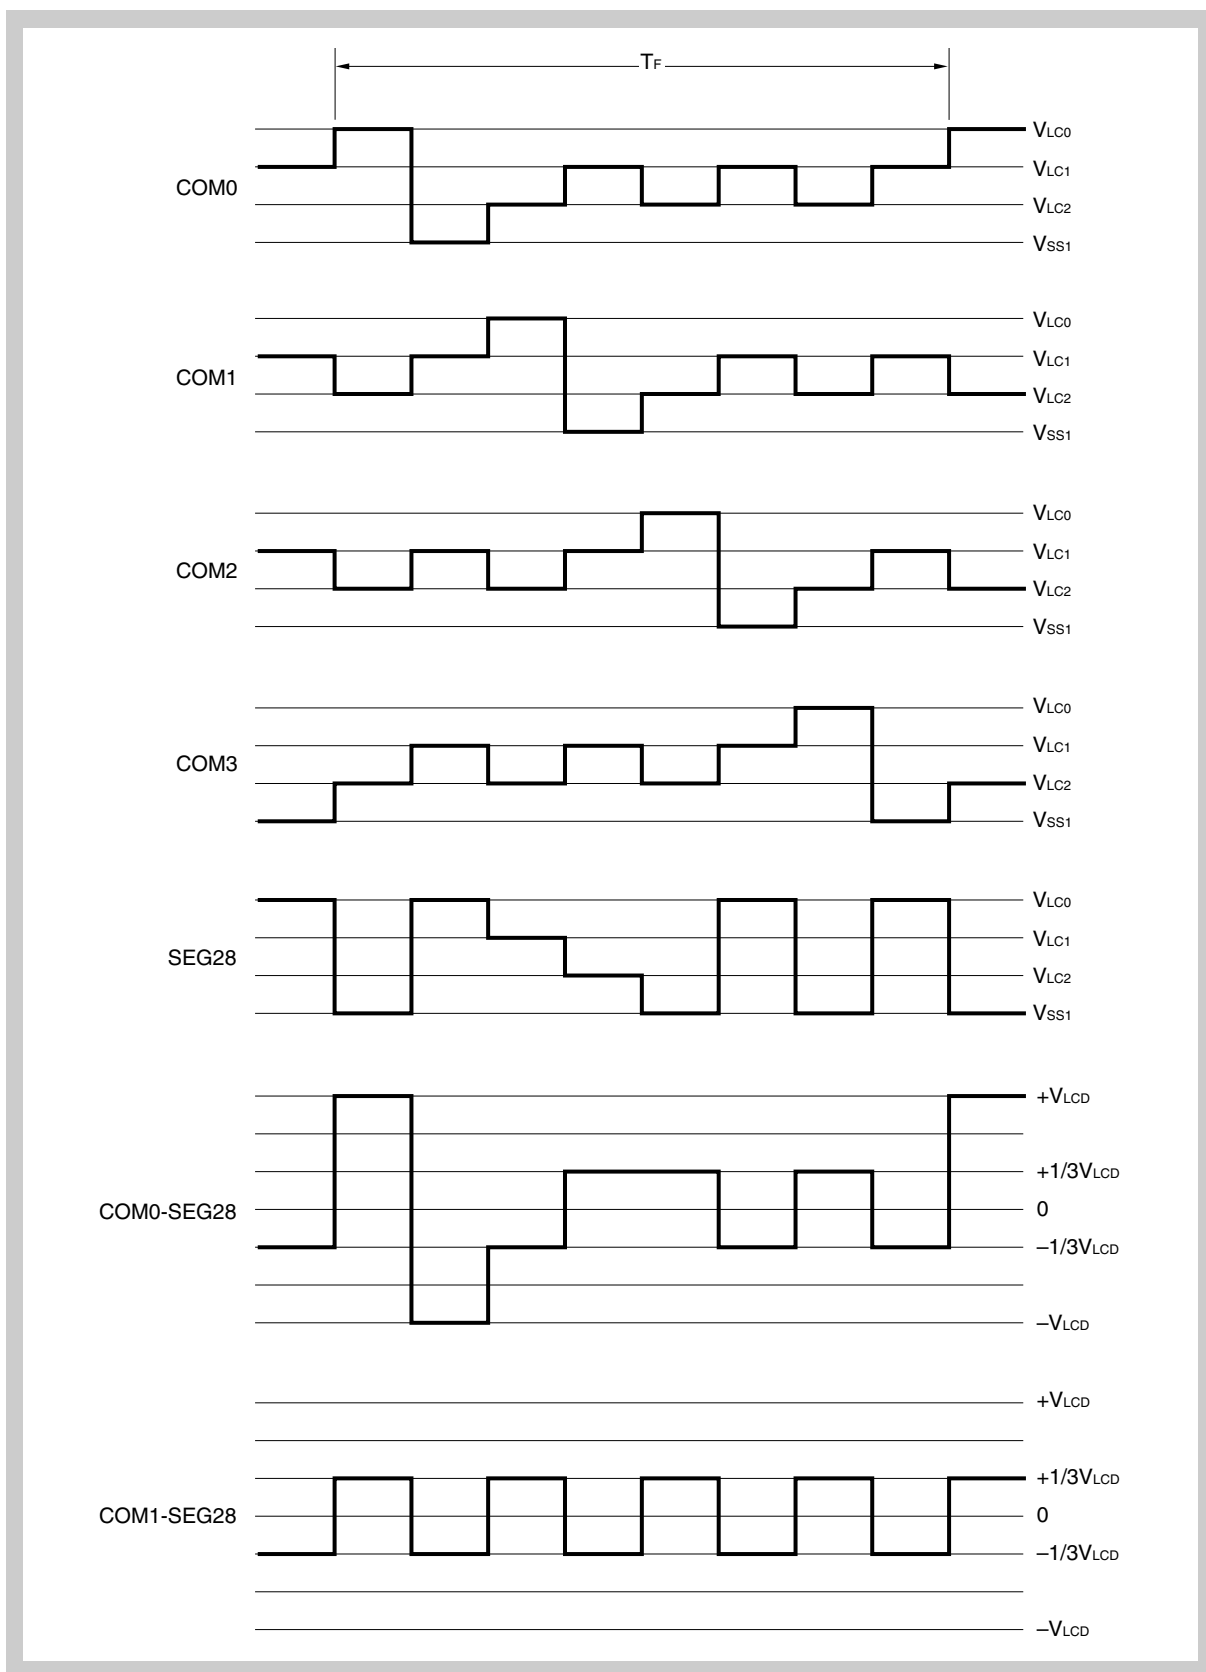 TF
VLC0
VLC1
COM0
VLC2
VSS1
VLC0
VLC1
COM1
VLC2
VSS1
VLC0
VLC1
COM2
VLC2
VSS1
VLC0
VLC1
COM3
VLC2
VSS1
VLC0
VLC1
SEG28
VLC2
VSS1
+VLCD
+1/3VLCD
COM0-SEG28
0
–1/3VLCD
–VLCD
+VLCD
+1/3VLCD
COM1-SEG28
0
–1/3VLCD
–VLCD